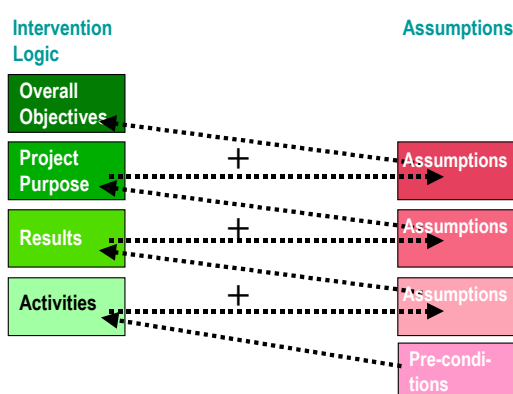 Intervention
Logic
Assumptions
Overall
Objectives
+
Project
Purpose
Assumptions
+
Results
Assumptions
+
Activities
Assumptions
Pre-condi-
tions